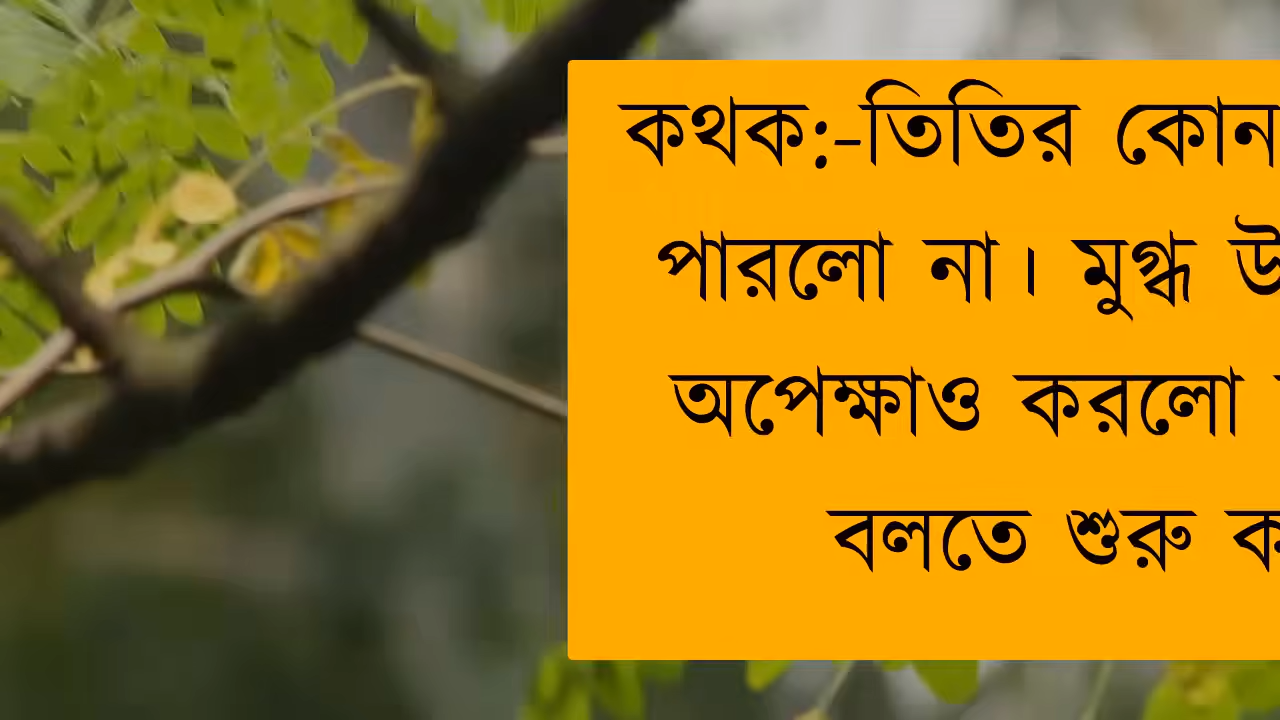 কথক:-তিতির কোন
পারলো না। মুগ্ধ
অপেক্ষাও করলো
বলতে শুরু